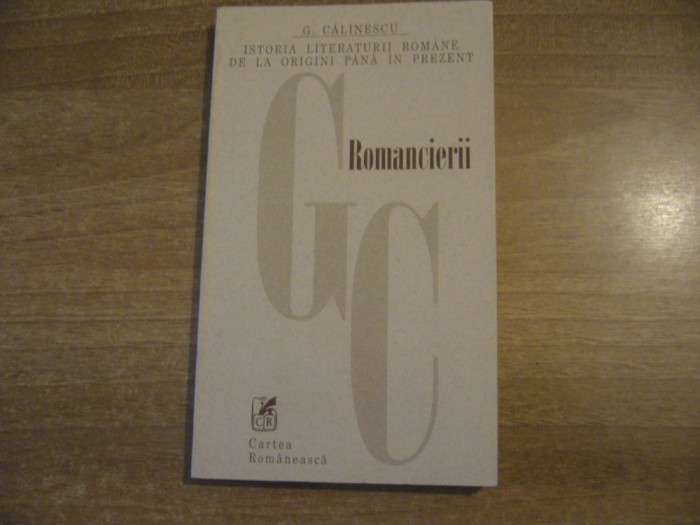 G. CĂLINESCU
ISTORIA LITERATURII ROMÂNE
DE LA ORIGINI PÂNĂ ÎN PREZENT
Romancierii
GC
CR
Cartea
Românească